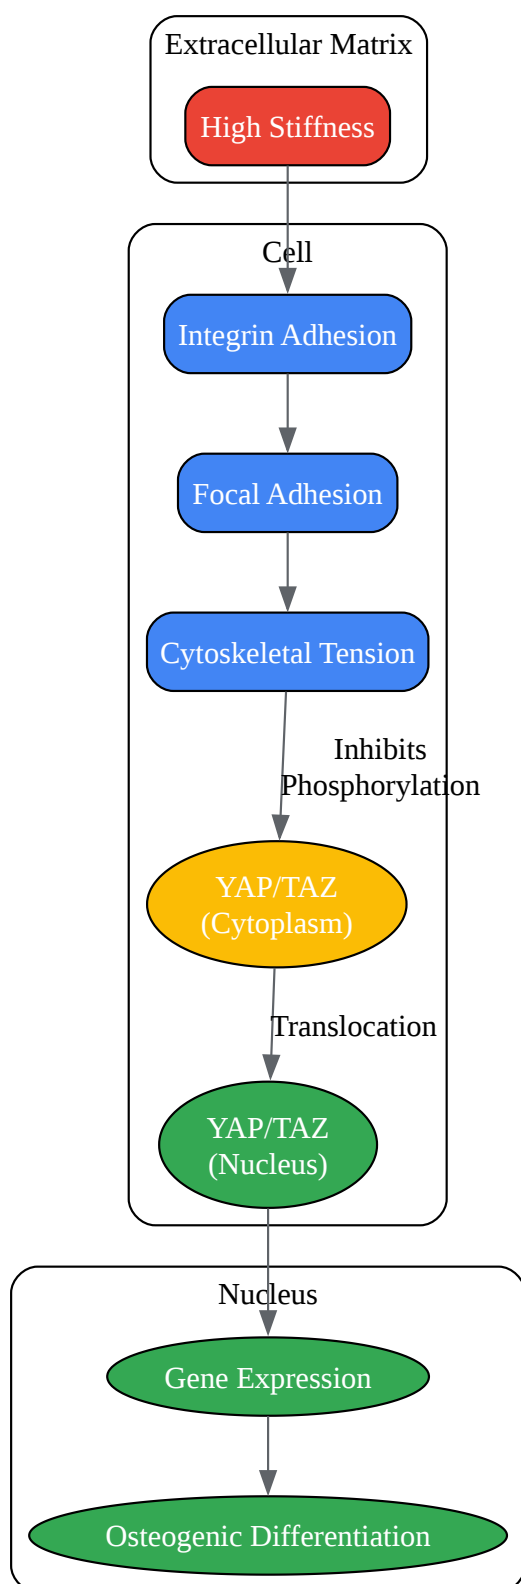 Extracellular Matrix
High Stiffness
Cell
Integrin Adhesion
Focal Adhesion
Cytoskeletal Tension
Inhibits
Phosphorylation
YAP/TAZ
(Cytoplasm)
Translocation
YAP/TAZ
(Nucleus)
Nucleus
Gene Expression
Osteogenic Differentiation